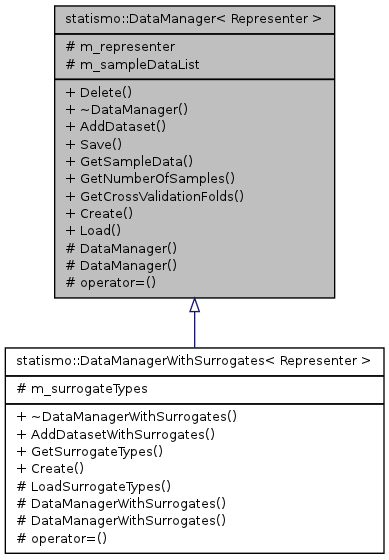 statismo::DataManager< Representer >
# m_representer
# m_sampleDataList
+ Delete()
+ ~DataManager()
+ AddDataset()
+ Save()
+ GetSampleData()
+ GetNumberOfSamples()
+ GetCrossValidationFolds()
+ Create()
+ Load()
# DataManager()
# DataManager()
# operator=()
statismo::DataManagerWithSurrogates< Representer >
# m_surrogateTypes
+ ~DataManagerWithSurrogates()
+ AddDatasetWithSurrogates()
+ GetSurrogateTypes()
+ Create()
# LoadSurrogateTypes()
# DataManagerWithSurrogates()
# DataManagerWithSurrogates()
# operator=()